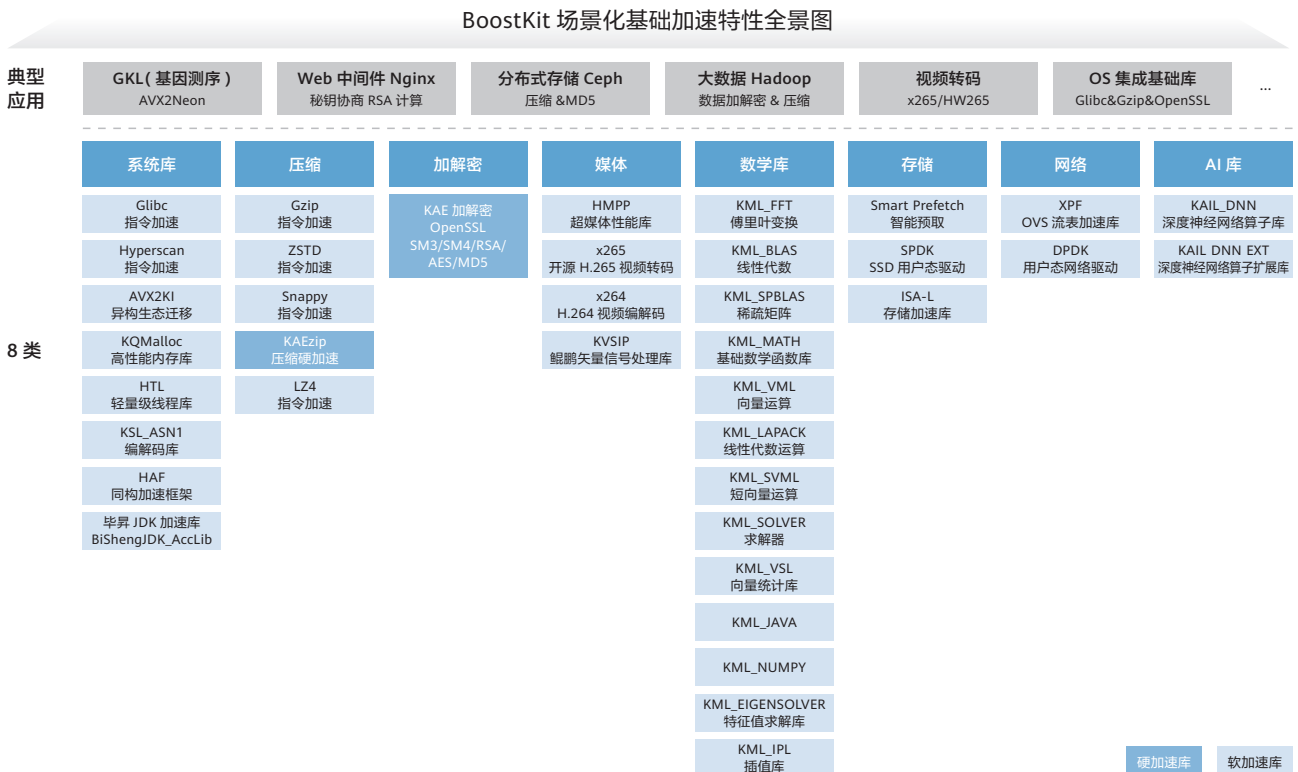 BoostKit 场景化基础加速特性全景图
典型
应用
GKL( 基因测序 )
AVX2Neon
Web 中间件 Nginx
秘钥协商 RSA 计算
分布式存储 Ceph
压缩 &MD5
大数据 Hadoop
数据加解密 & 压缩
视频转码
x265/HW265
OS 集成基础库
Glibc&Gzip&OpenSSL
...
8 类
系统库
Glibc
指令加速
Hyperscan
指令加速
AVX2KI
异构生态迁移
KQMalloc
高性能内存库
HTL
轻量级线程库
KSL_ASN1
编解码库
HAF
同构加速框架
毕昇 JDK 加速库
BiShengJDK_AccLib
压缩
Gzip
指令加速
ZSTD
指令加速
Snappy
指令加速
KAEzip
压缩硬加速
LZ4
指令加速
加解密
KAE 加解密
OpenSSL
SM3/SM4/RSA/
AES/MD5
媒体
HMPP
超媒体性能库
x265
开源 H.265 视频转码
x264
H.264 视频编解码
KVSIP
鲲鹏矢量信号处理库
数学库
KML_FFT
傅里叶变换
KML_BLAS
线性代数
KML_SPBLAS
稀疏矩阵
KML_MATH
基础数学函数库
KML_VML
向量运算
KML_LAPACK
线性代数运算
KML_SVML
短向量运算
KML_SOLVER
求解器
KML_VSL
向量统计库
KML_JAVA
KML_NUMPY
KML_EIGENSOLVER
特征值求解库
KML_IPL
插值库
存储
Smart Prefetch
智能预取
SPDK
SSD 用户态驱动
ISA-L
存储加速库
网络
XPF
OVS 流表加速库
DPDK
用户态网络驱动
AI 库
KAIL_DNN
深度神经网络算子库
KAIL_DNN_EXT
深度神经网络算子扩展库
硬加速库
软加速库